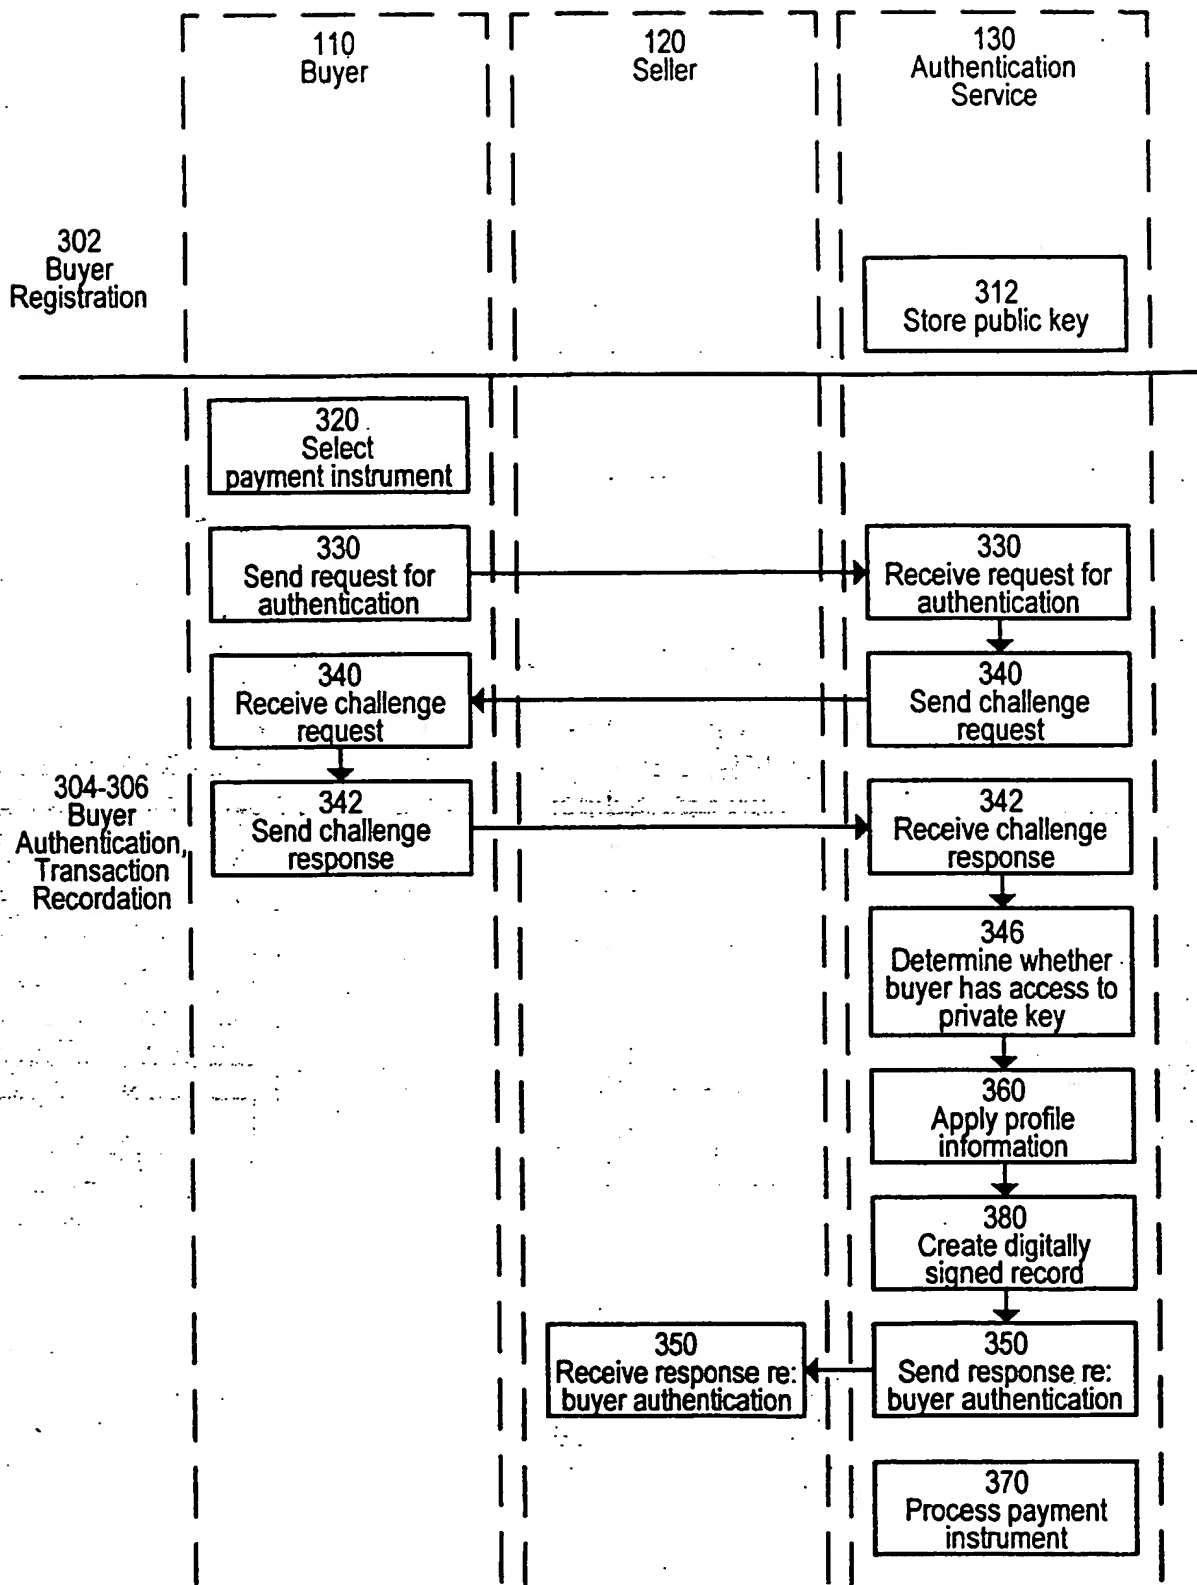 110
Buyer
120
Seller
130
Authentication
Service
302
Buyer
Registration
312
Store public key
320
Select
payment instrument
330
Send request for
authentication
330
Receive request for
authentication
340
Receive challenge
request
340
Send challenge
request
304-306
Buyer
Authentication,
Transaction
Recordation
342
Send challenge
response
342
Receive challenge
response
346
Determine whether
buyer has access to
private key
360
Apply profile
information
380
Create digitally
signed record
350
Receive response re:
buyer authentication
350
Send response re:
buyer authentication
370
Process payment
instrument